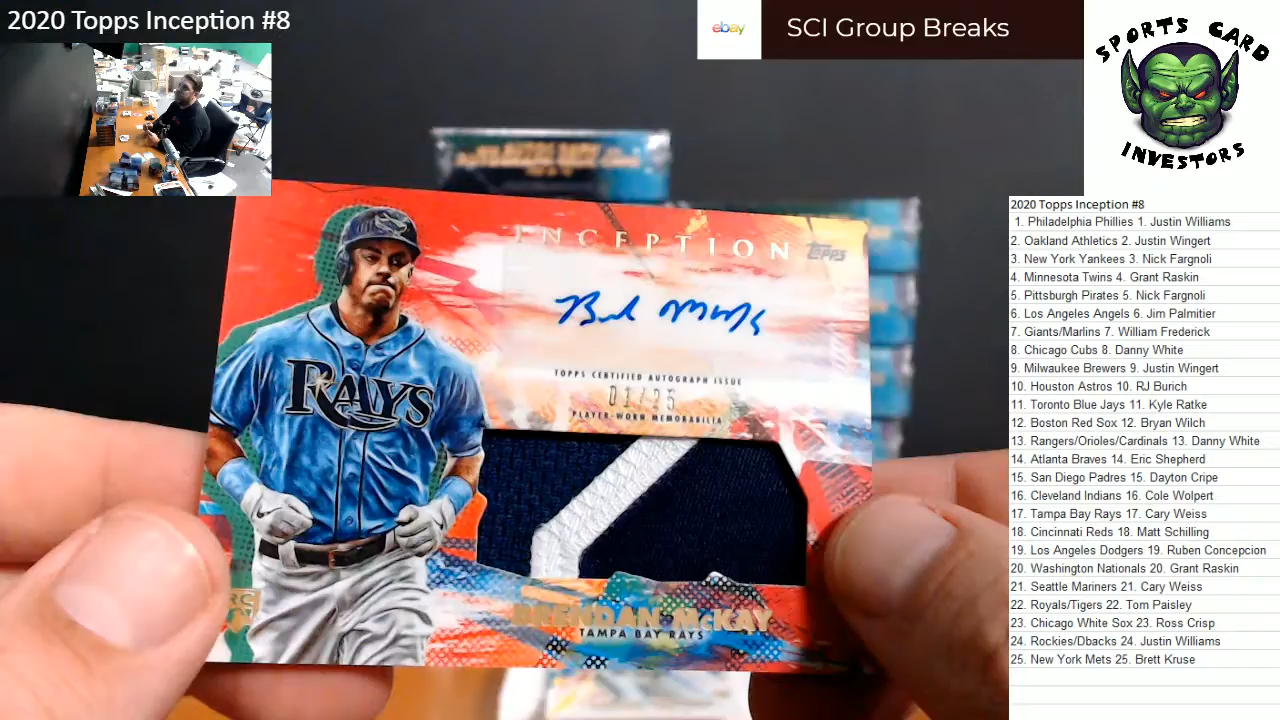 2020 Topps Inception #8
ebay
SCI Group Breaks
SPORTS CARD
INVESTORS
INCEPTION
TOPPS
TOPPS CERTIFIED AUTOGRAPH ISSUE
01/25
PLAYER-WORN MEMORABILIA
RAYS
RC
BRENDAN McKAY
TAMPA BAY RAYS
2020 Topps Inception #8
1. Philadelphia Phillies 1. Justin Williams
2. Oakland Athletics 2. Justin Wingert
3. New York Yankees 3. Nick Fargnoli
4. Minnesota Twins 4. Grant Raskin
5. Pittsburgh Pirates 5. Nick Fargnoli
6. Los Angeles Angels 6. Jim Palmitier
7. Giants/Marlins 7. William Frederick
8. Chicago Cubs 8. Danny White
9. Milwaukee Brewers 9. Justin Wingert
10. Houston Astros 10. RJ Burich
11. Toronto Blue Jays 11. Kyle Ratke
12. Boston Red Sox 12. Bryan Wilch
13. Rangers/Orioles/Cardinals 13. Danny White
14. Atlanta Braves 14. Eric Shepherd
15. San Diego Padres 15. Dayton Cripe
16. Cleveland Indians 16. Cole Wolpert
17. Tampa Bay Rays 17. Cary Weiss
18. Cincinnati Reds 18. Matt Schilling
19. Los Angeles Dodgers 19. Ruben Concepcion
20. Washington Nationals 20. Grant Raskin
21. Seattle Mariners 21. Cary Weiss
22. Royals/Tigers 22. Tom Paisley
23. Chicago White Sox 23. Ross Crisp
24. Rockies/Dbacks 24. Justin Williams
25. New York Mets 25. Brett Kruse